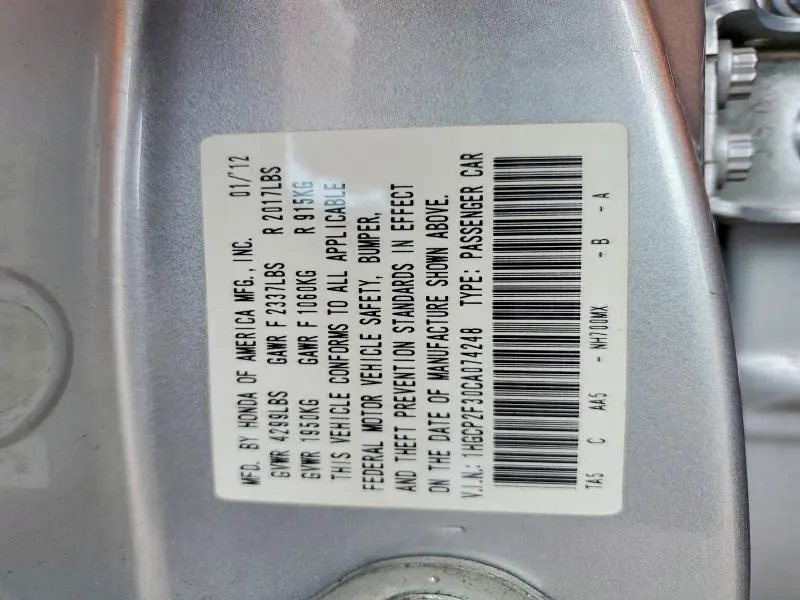 MFD. BY HONDA OF AMERICA MFG., INC. 01/'12
GVWR 4299LBS GAWR F 2337LBS R 2017LBS
GVWR 1950KG GAWR F 1060KG R 915KG
THIS VEHICLE CONFORMS TO ALL APPLICABLE
FEDERAL MOTOR VEHICLE SAFETY, BUMPER,
AND THEFT PREVENTION STANDARDS IN EFFECT
ON THE DATE OF MANUFACTURE SHOWN ABOVE.
V.I.N.: 1HGCP2F30CA074248 TYPE: PASSENGER CAR
TA5 C AA5 - NH700MX - B - A